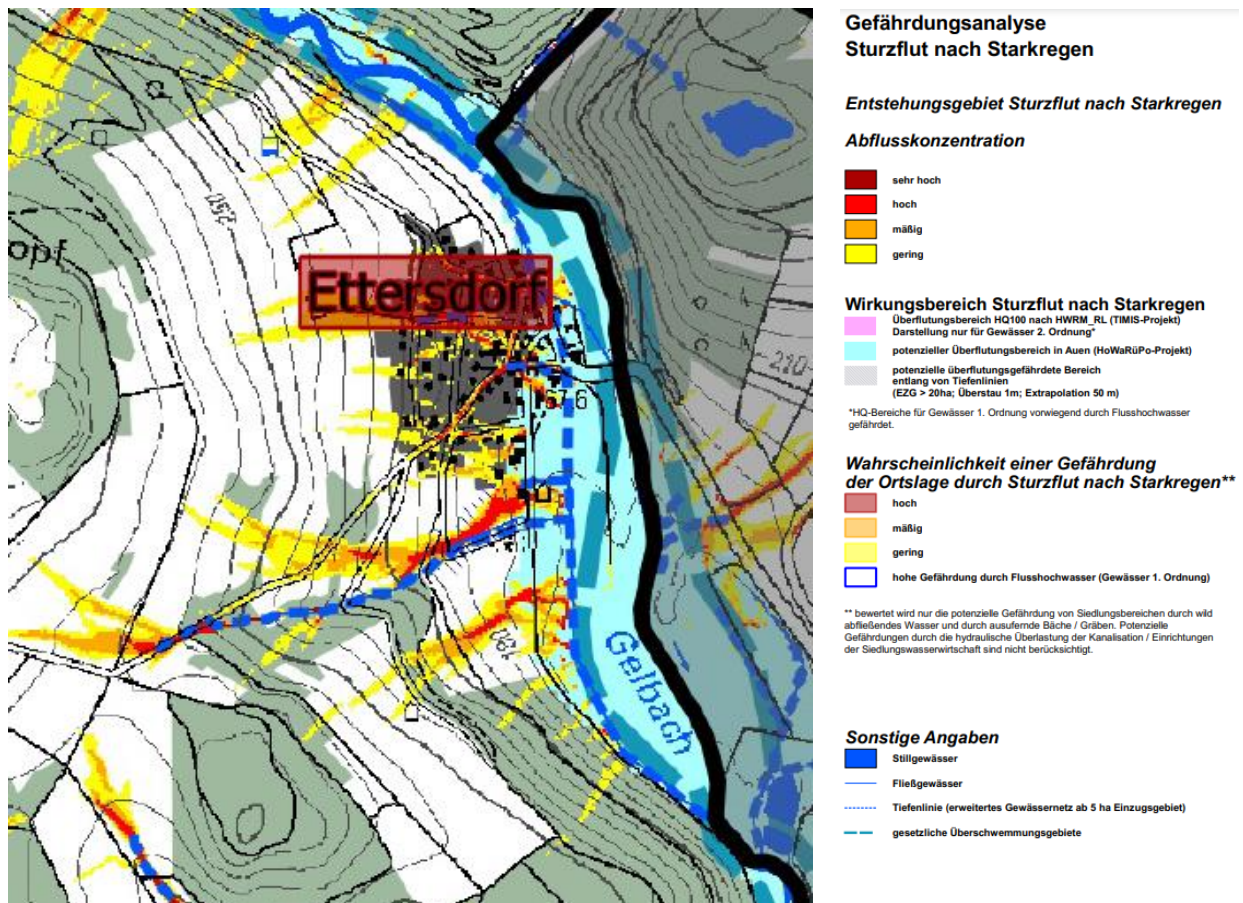 250
opf
Ettersdorf
210
67.6
180
Gelbach
Gefährdungsanalyse
Sturzflut nach Starkregen
Entstehungsgebiet Sturzflut nach Starkregen
Abflusskonzentration
sehr hoch
hoch
mäßig
gering
Wirkungsbereich Sturzflut nach Starkregen
Überflutungsbereich HQ100 nach HWRM_RL (TIMIS-Projekt)
Darstellung nur für Gewässer 2. Ordnung*
potenzieller Überflutungsbereich in Auen (HoWaRüPo-Projekt)
potenzielle überflutungsgefährdete Bereich
entlang von Tiefenlinien
(EZG > 20ha; Überstau 1m; Extrapolation 50 m)
*HQ-Bereiche für Gewässer 1. Ordnung vorwiegend durch Flusshochwasser
gefährdet.
Wahrscheinlichkeit einer Gefährdung
der Ortslage durch Sturzflut nach Starkregen**
hoch
mäßig
gering
hohe Gefährdung durch Flusshochwasser (Gewässer 1. Ordnung)
** bewertet wird nur die potenzielle Gefährdung von Siedlungsbereichen durch wild
abfließendes Wasser und durch ausufernde Bäche / Gräben. Potenzielle
Gefährdungen durch die hydraulische Überlastung der Kanalisation / Einrichtungen
der Siedlungswasserwirtschaft sind nicht berücksichtigt.
Sonstige Angaben
Stillgewässer
Fließgewässer
Tiefenlinie (erweitertes Gewässernetz ab 5 ha Einzugsgebiet)
gesetzliche Überschwemmungsgebiete